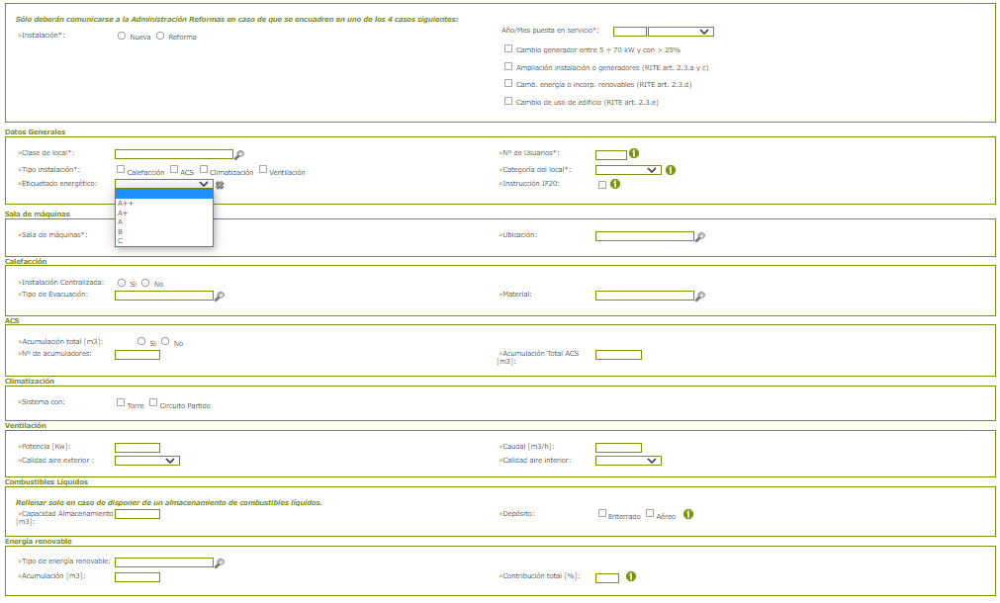 Sólo deberán comunicarse a la Administración Reformas en caso de que se encuadren en uno de los 4 casos siguientes:
»Instalación*: Nueva Reforma
Año/Mes puesta en servicio*:
Cambio generador entre 5 ÷ 70 kW y con > 25%
Ampliación instalación o generadores (RITE art. 2.3.a y c)
Camb. energía o incorp. renovables (RITE art. 2.3.d)
Cambio de uso de edificio (RITE art. 2.3.e)
Datos Generales
»Clase de local*: »Nº de Usuarios*:
»Tipo instalación*: Calefacción ACS Climatización Ventilación »Categoría del local*:
»Etiquetado energético: »Instrucción IF20:
A++
A+
A
B
C
Sala de máquinas
»Sala de máquinas*: »Ubicación:
Calefacción
»Instalación Centralizada: Si No
»Tipo de Evacuación: »Material:
ACS
»Acumulación total [m3]: Si No
»Nº de acumuladores: »Acumulación Total ACS
[m3]:
Climatización
»Sistema con: Torre Circuito Partido
Ventilación
»Potencia [Kw]: »Caudal [m3/h]:
»Calidad aire exterior : »Calidad aire interior:
Combustibles Líquidos
Rellenar solo en caso de disponer de un almacenamiento de combustibles líquidos.
»Capacidad Almacenamiento
[m3]:
»Depósito: Enterrado Aéreo
Energía renovable
»Tipo de energía renovable:
»Acumulación [m3]: »Contribución total [%]: